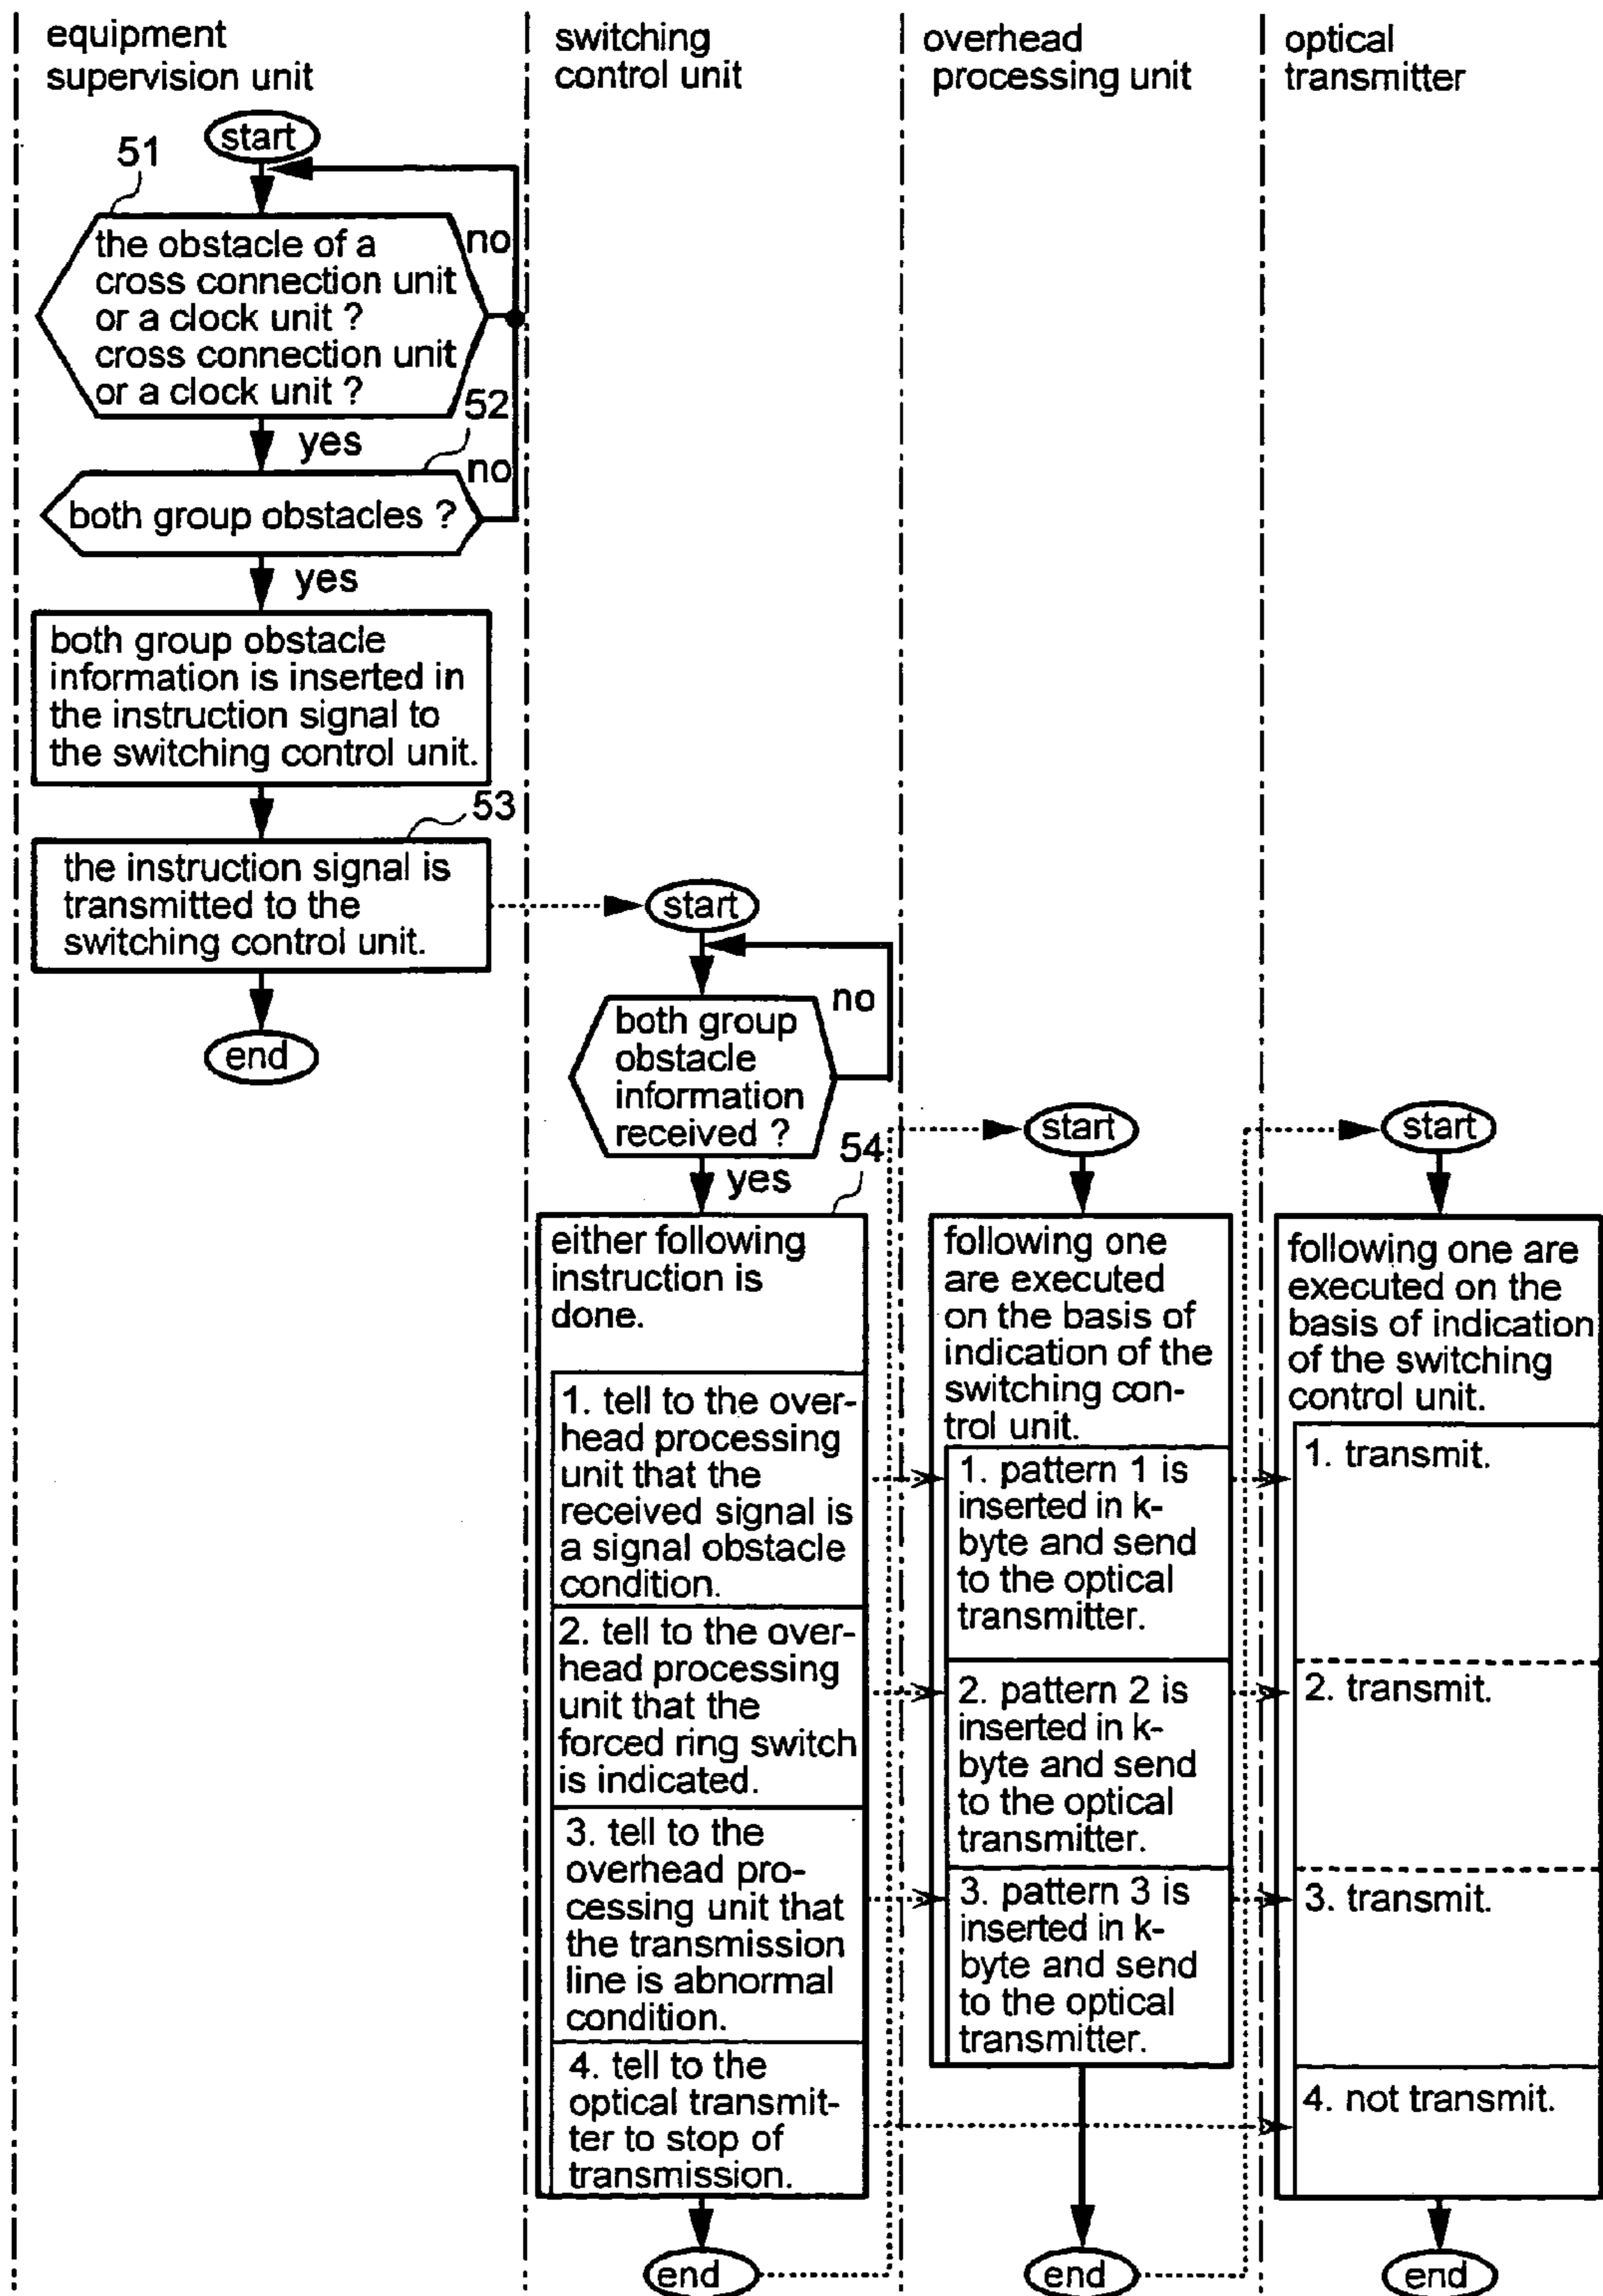 equipment
supervision unit
switching
control unit
overhead
processing unit
optical
transmitter
start
51
the obstacle of a
cross connection unit
or a clock unit ?
cross connection unit
or a clock unit ?
no
yes
52
both group obstacles ?
no
yes
both group obstacle
information is inserted in
the instruction signal to
the switching control unit.
53
the instruction signal is
transmitted to the
switching control unit.
end
start
both group
obstacle
information
received ?
no
yes
54
either following
instruction is
done.
1. tell to the over-
head processing
unit that the
received signal is
a signal obstacle
condition.
2. tell to the over-
head processing
unit that the
forced ring switch
is indicated.
3. tell to the
overhead pro-
cessing unit that
the transmission
line is abnormal
condition.
4. tell to the
optical transmit-
ter to stop of
transmission.
end
start
following one
are executed
on the basis of
indication of the
switching con-
trol unit.
1. pattern 1 is
inserted in k-
byte and send
to the optical
transmitter.
2. pattern 2 is
inserted in k-
byte and send
to the optical
transmitter.
3. pattern 3 is
inserted in k-
byte and send
to the optical
transmitter.
end
start
following one are
executed on the
basis of indication
of the switching
control unit.
1. transmit.
2. transmit.
3. transmit.
4. not transmit.
end